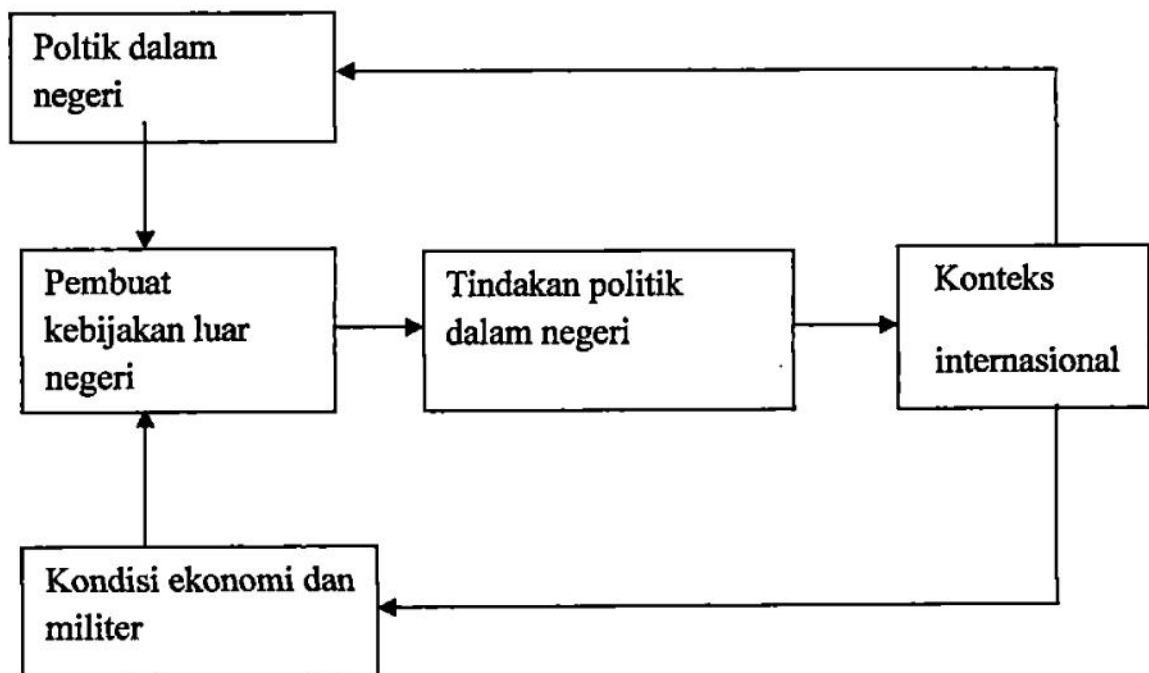 Poltik dalam
negeri
Pembuat
kebijakan luar
negeri
Tindakan politik
dalam negeri
Konteks
internasional
Kondisi ekonomi dan
militer